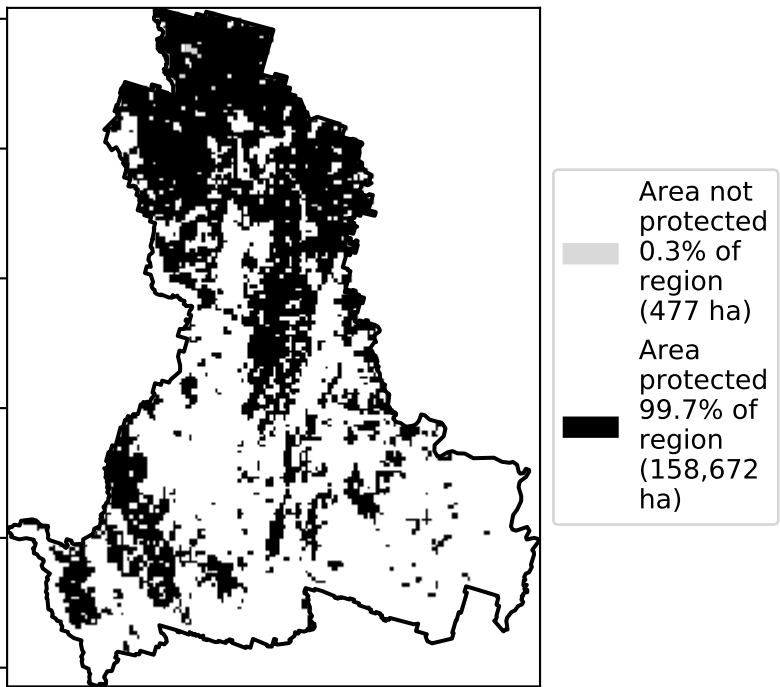 Area not
protected
0.3% of
region
(477 ha)
Area
protected
99.7% of
region
(158,672
ha)